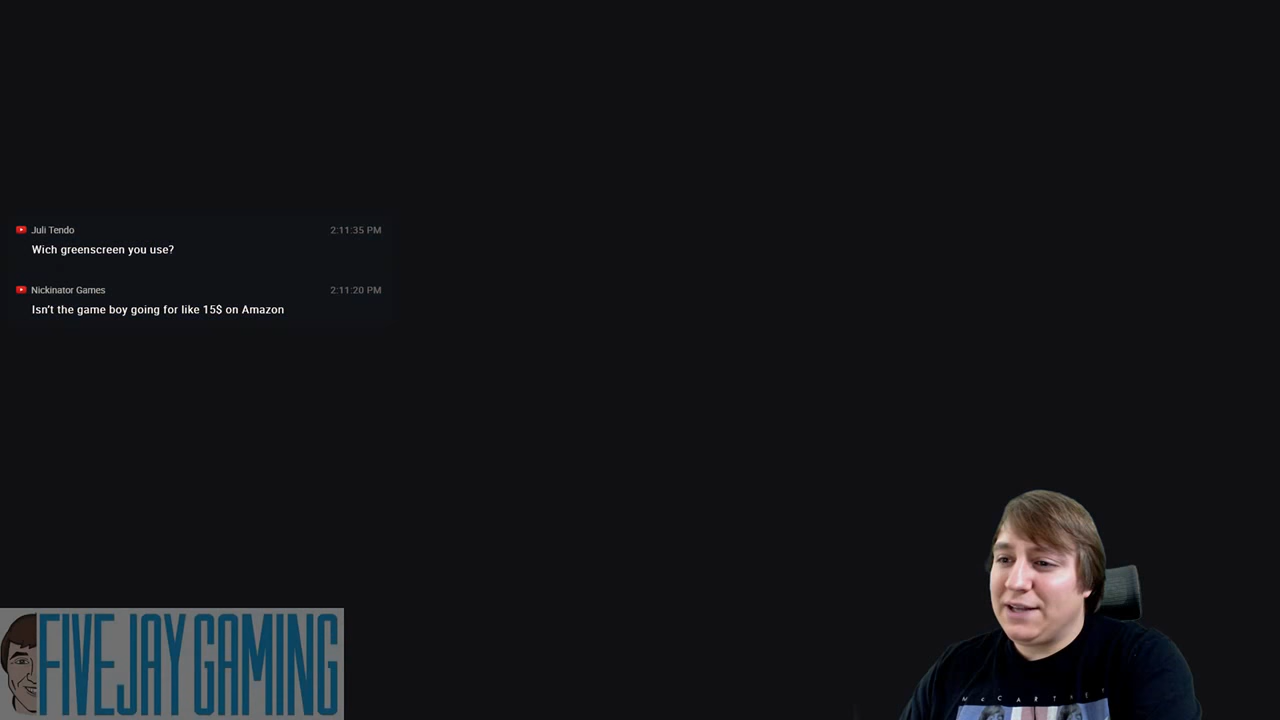 Juli Tendo 2:11:35 PM
Wich greenscreen you use?
Nickinator Games 2:11:20 PM
Isn't the game boy going for like 15$ on Amazon
FIVEJAY GAMING
McCARTNEY